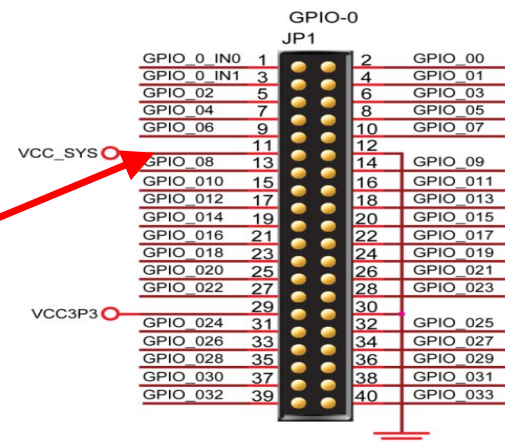 GPIO-0
JP1
GPIO_0_IN0 1 2 GPIO_00
GPIO_0_IN1 3 4 GPIO_01
GPIO_02 5 6 GPIO_03
GPIO_04 7 8 GPIO_05
GPIO_06 9 10 GPIO_07
VCC_SYS 11 12
GPIO_08 13 14 GPIO_09
GPIO_010 15 16 GPIO_011
GPIO_012 17 18 GPIO_013
GPIO_014 19 20 GPIO_015
GPIO_016 21 22 GPIO_017
GPIO_018 23 24 GPIO_019
GPIO_020 25 26 GPIO_021
GPIO_022 27 28 GPIO_023
VCC3P3 29 30
GPIO_024 31 32 GPIO_025
GPIO_026 33 34 GPIO_027
GPIO_028 35 36 GPIO_029
GPIO_030 37 38 GPIO_031
GPIO_032 39 40 GPIO_033